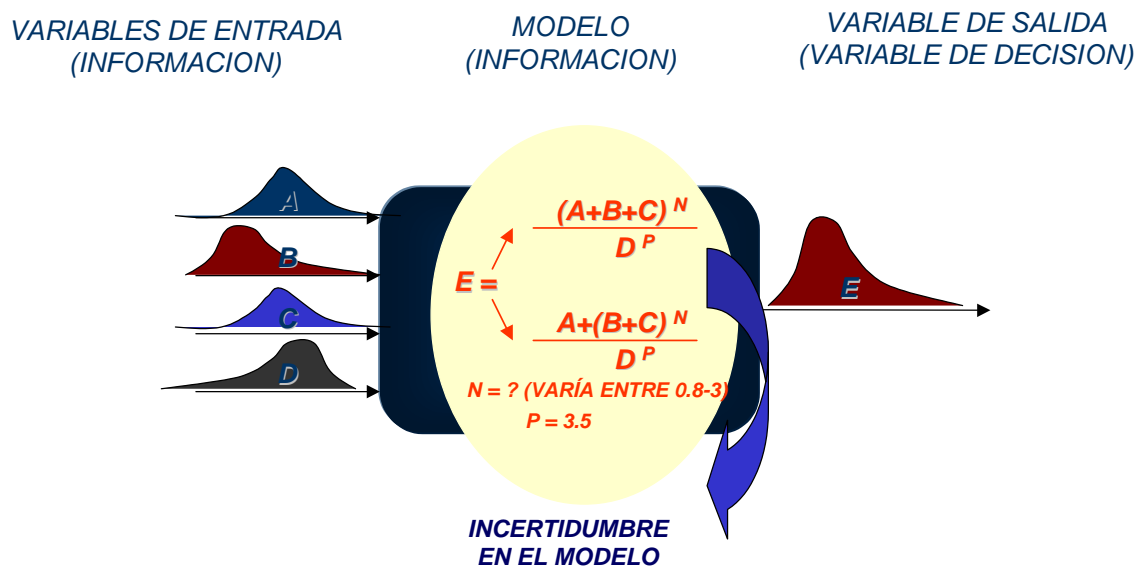 VARIABLES DE ENTRADA
(INFORMACION)
MODELO
(INFORMACION)
VARIABLE DE SALIDA
(VARIABLE DE DECISION)
A
B
C
D
E =
(A+B+C) N
D P
A+(B+C) N
D P
N = ? (VARÍA ENTRE 0.8-3)
P = 3.5
E
INCERTIDUMBRE
EN EL MODELO